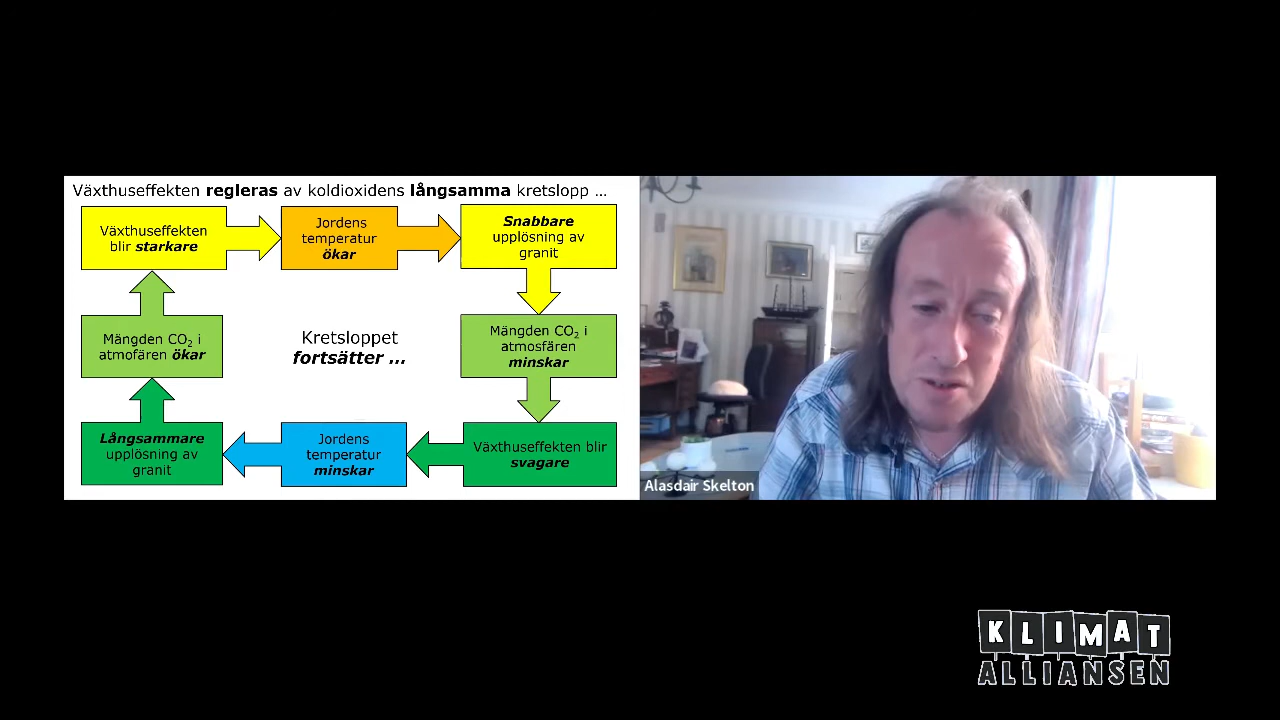 Växthuseffekten regleras av koldioxidens långsamma kretslopp ...
Växthuseffekten
blir starkare
Jordens
temperatur
ökar
Snabbare
upplösning av
granit
Mängden CO₂ i
atmofären ökar
Kretsloppet
fortsätter ...
Mängden CO₂ i
atmosfären
minskar
Långsammare
upplösning av
granit
Jordens
temperatur
minskar
Växthuseffekten blir
svagare
Alasdair Skelton
KLIMAT
ALLIANSEN